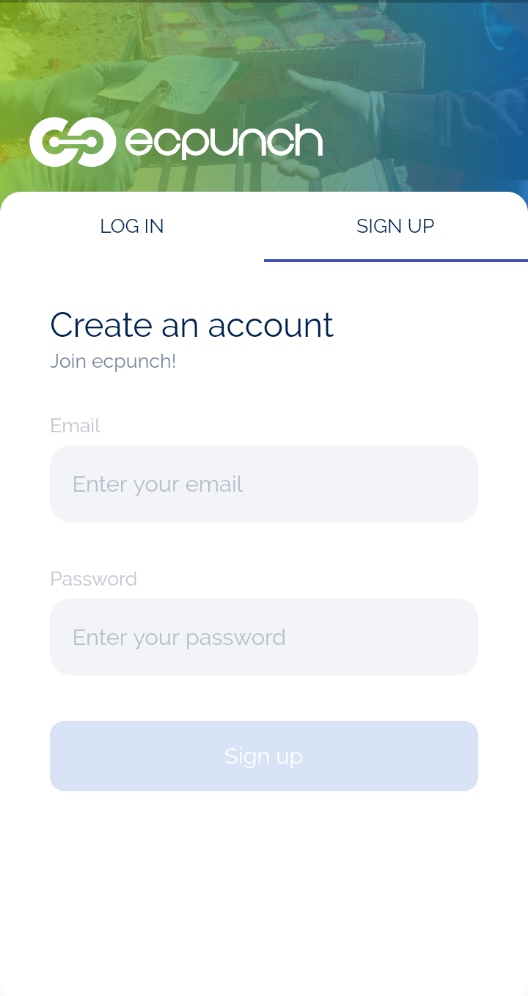 ecpunch
LOG IN
SIGN UP
Create an account
Join ecpunch!
Email
Enter your email
Password
Enter your password
Sign up